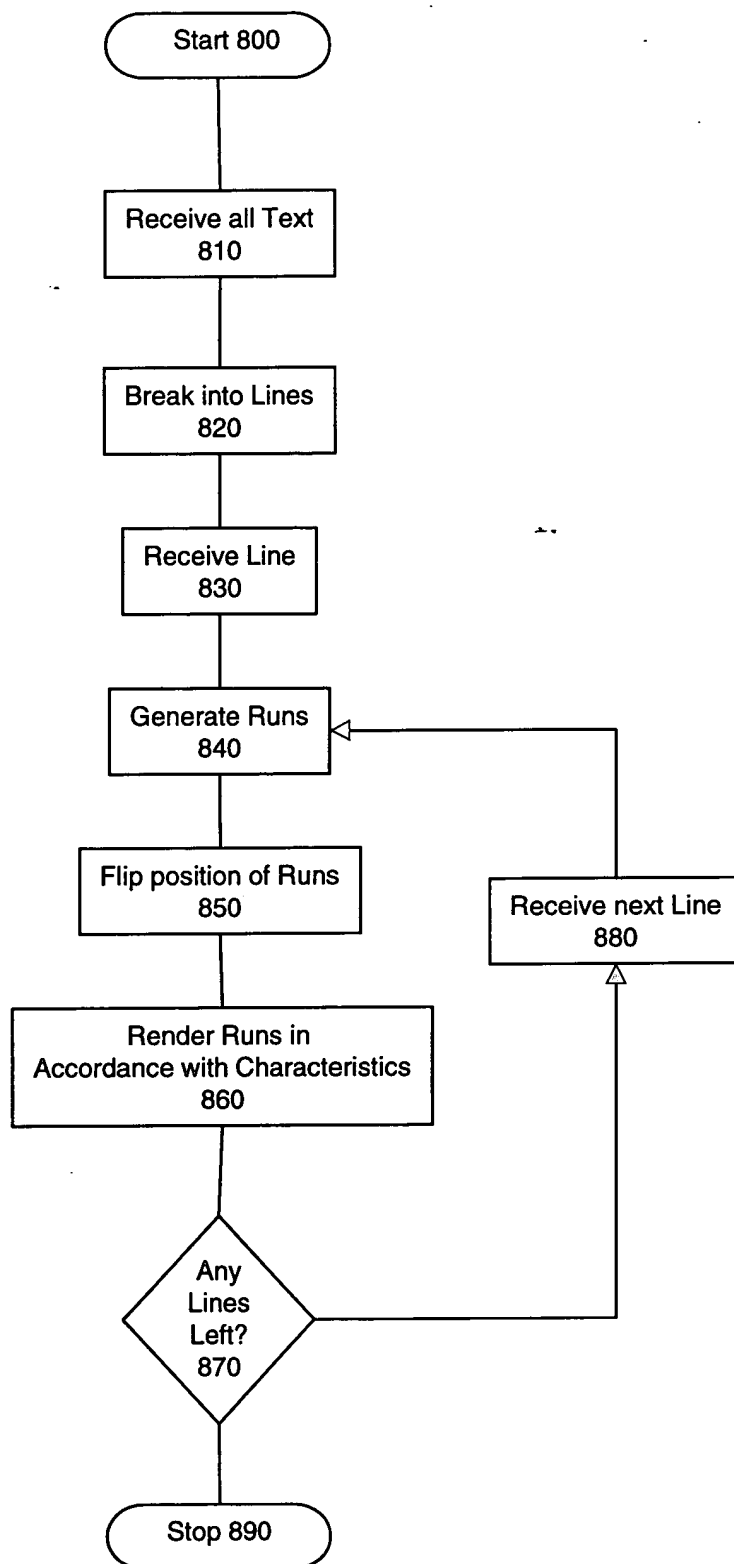 Start 800
Receive all Text
810
Break into Lines
820
Receive Line
830
Generate Runs
840
Flip position of Runs
850
Receive next Line
880
Render Runs in
Accordance with Characteristics
860
Any
Lines
Left?
870
Stop 890